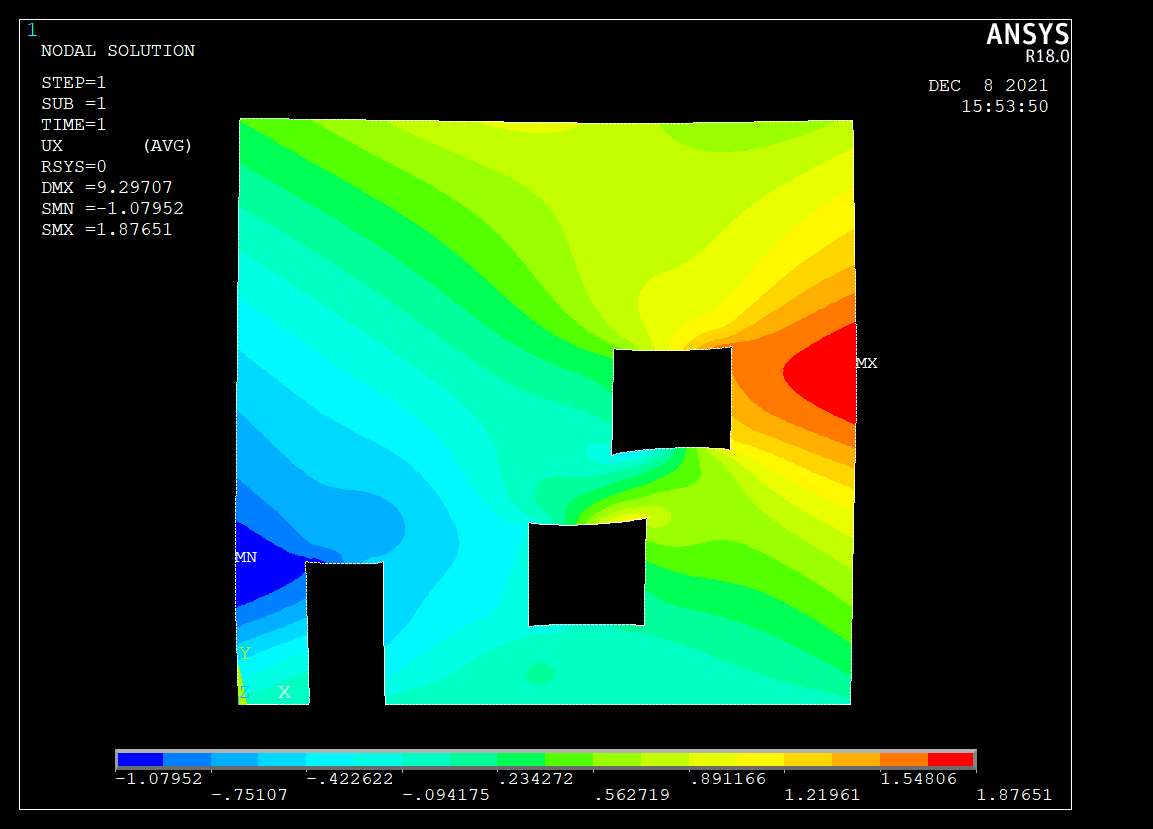 1
ANSYS
R18.0
NODAL SOLUTION
STEP=1
SUB =1
TIME=1
UX (AVG)
RSYS=0
DMX =9.29707
SMN =-1.07952
SMX =1.87651
DEC 8 2021
15:53:50
MX
MN
Y
Z X
-1.07952 -.422622 .234272 .891166 1.54806
-.75107 -.094175 .562719 1.21961 1.87651